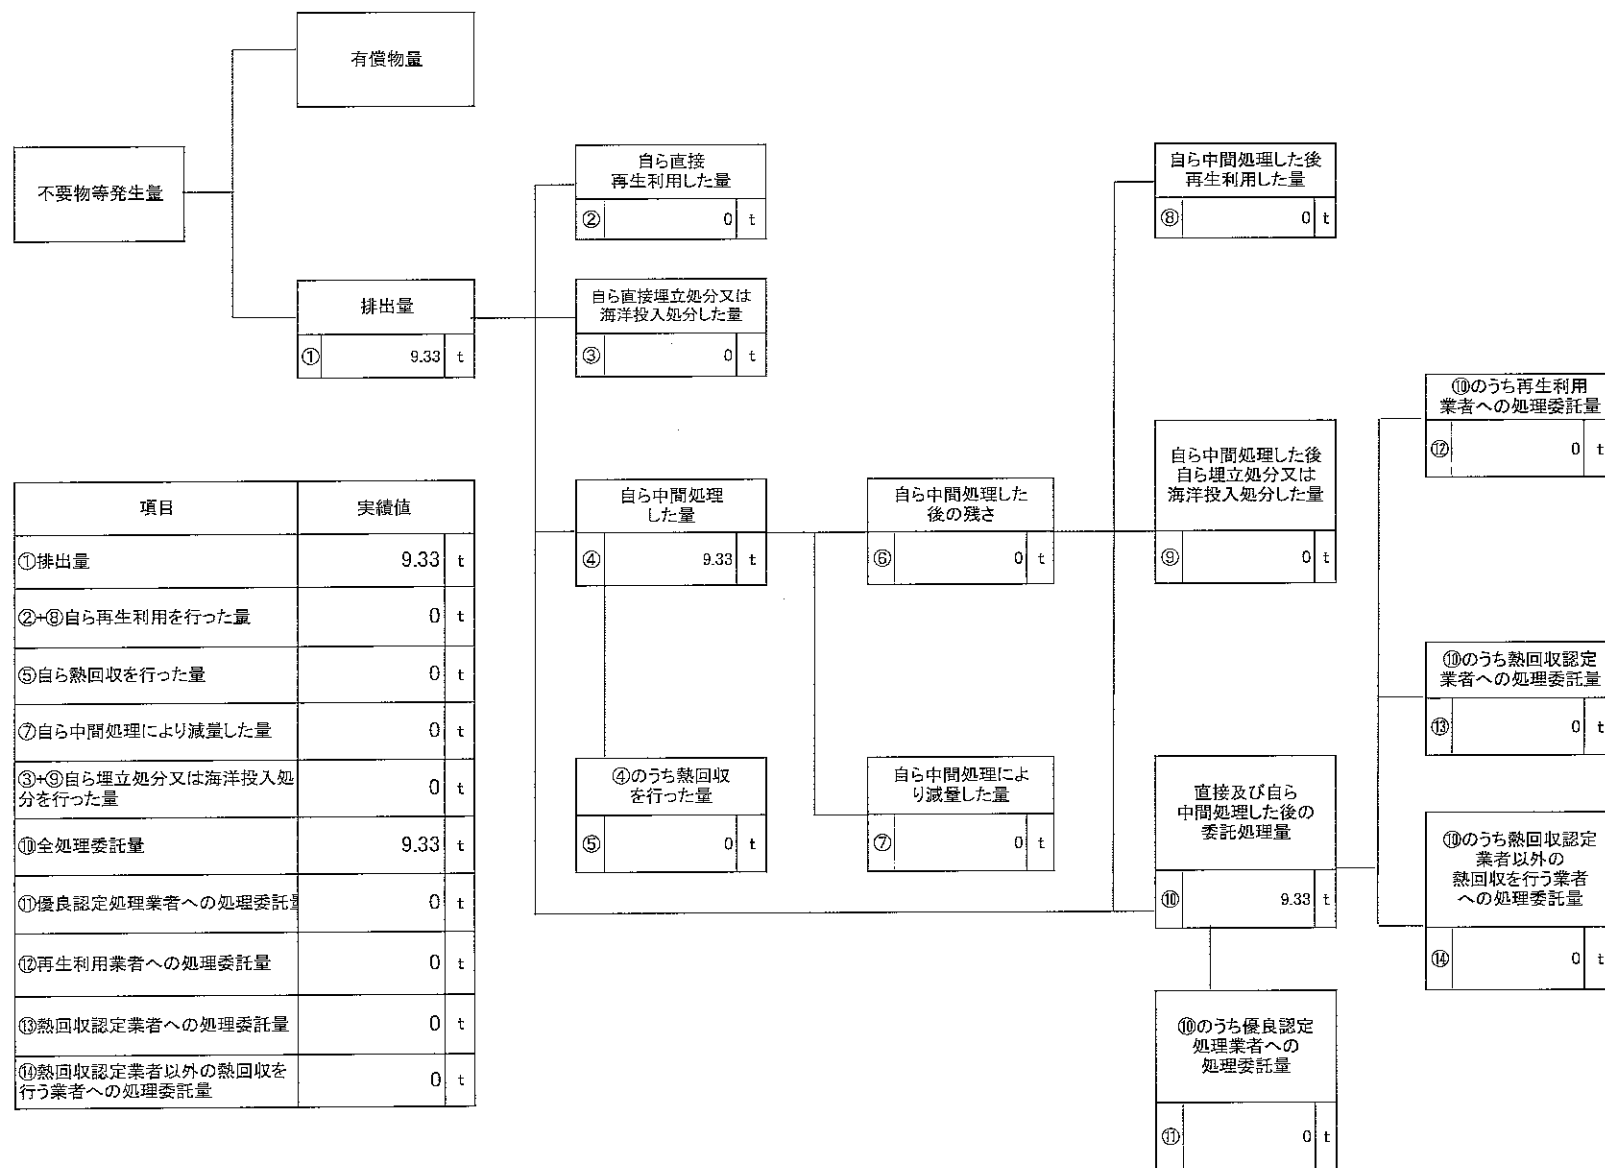 有償物量
不要物等発生量
排出量
① 9.33 t
自ら直接
再生利用した量
② 0 t
自ら直接埋立処分又は
海洋投入処分した量
③ 0 t
自ら中間処理
した量
④ 9.33 t
④のうち熱回収
を行った量
⑤ 0 t
自ら中間処理した
後の残さ
⑥ 0 t
自ら中間処理によ
り減量した量
⑦ 0 t
自ら中間処理した後
再生利用した量
⑧ 0 t
自ら中間処理した後
自ら埋立処分又は
海洋投入処分した量
⑨ 0 t
直接及び自ら
中間処理した後の
委託処理量
⑩ 9.33 t
⑩のうち優良認定
処理業者への
処理委託量
⑪ 0 t
⑩のうち再生利用
業者への処理委託量
⑫ 0 t
⑩のうち熱回収認定
業者への処理委託量
⑬ 0 t
⑩のうち熱回収認定
業者以外の
熱回収を行う業者
への処理委託量
⑭ 0 t
項目 実績値
①排出量 9.33 t
②+⑧自ら再生利用を行った量 0 t
⑤自ら熱回収を行った量 0 t
⑦自ら中間処理により減量した量 0 t
③+⑨自ら埋立処分又は海洋投入処
分を行った量 0 t
⑩全処理委託量 9.33 t
⑪優良認定処理業者への処理委託量 0 t
⑫再生利用業者への処理委託量 0 t
⑬熱回収認定業者への処理委託量 0 t
⑭熱回収認定業者以外の熱回収を
行う業者への処理委託量 0 t